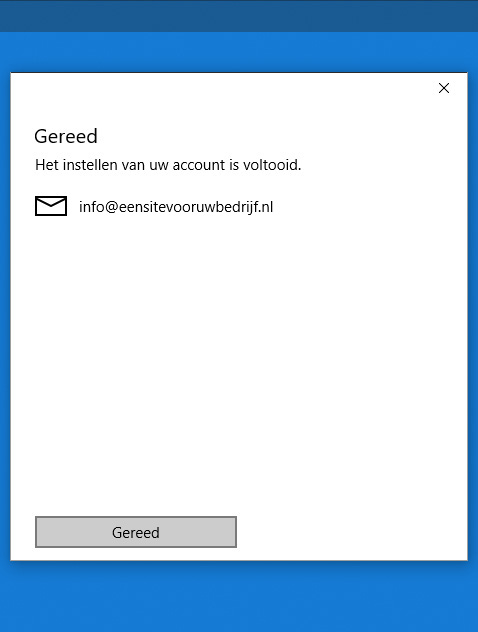 Gereed
Het instellen van uw account is voltooid.
info@eensitevooruwbedrijf.nl
Gereed